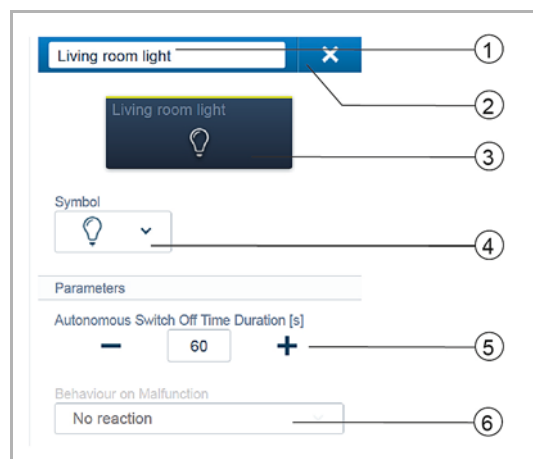 Living room light
1
2
Living room light
3
Symbol
4
Parameters
Autonomous Switch Off Time Duration [s]
60
5
Behaviour on Malfunction
No reaction
6